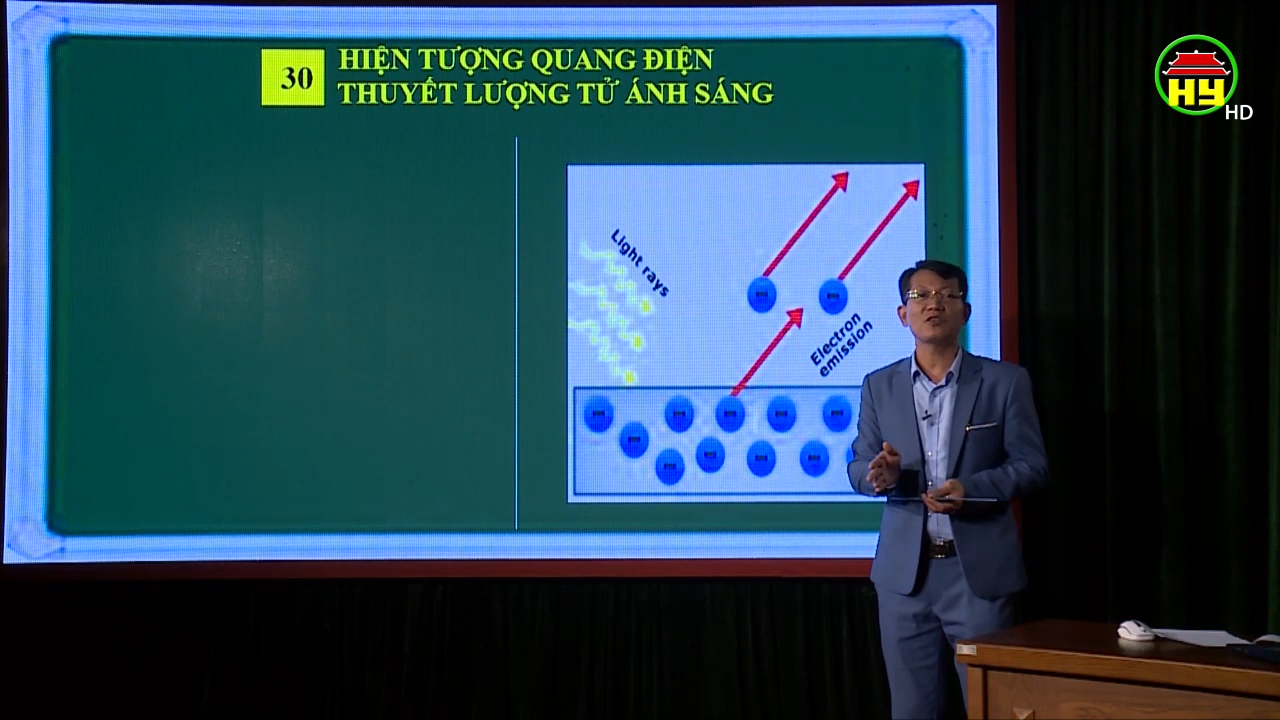 30
HIỆN TƯỢNG QUANG ĐIỆN
THUYẾT LƯỢNG TỬ ÁNH SÁNG
HY
HD
Light rays
Electron
emission